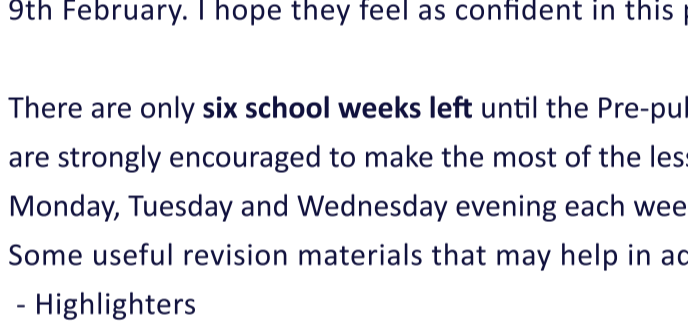 9th February. I hope they feel as confident in this
There are only six school weeks left until the Pre-pu
are strongly encouraged to make the most of the les
Monday, Tuesday and Wednesday evening each wee
Some useful revision materials that may help in ac
- Highlighters